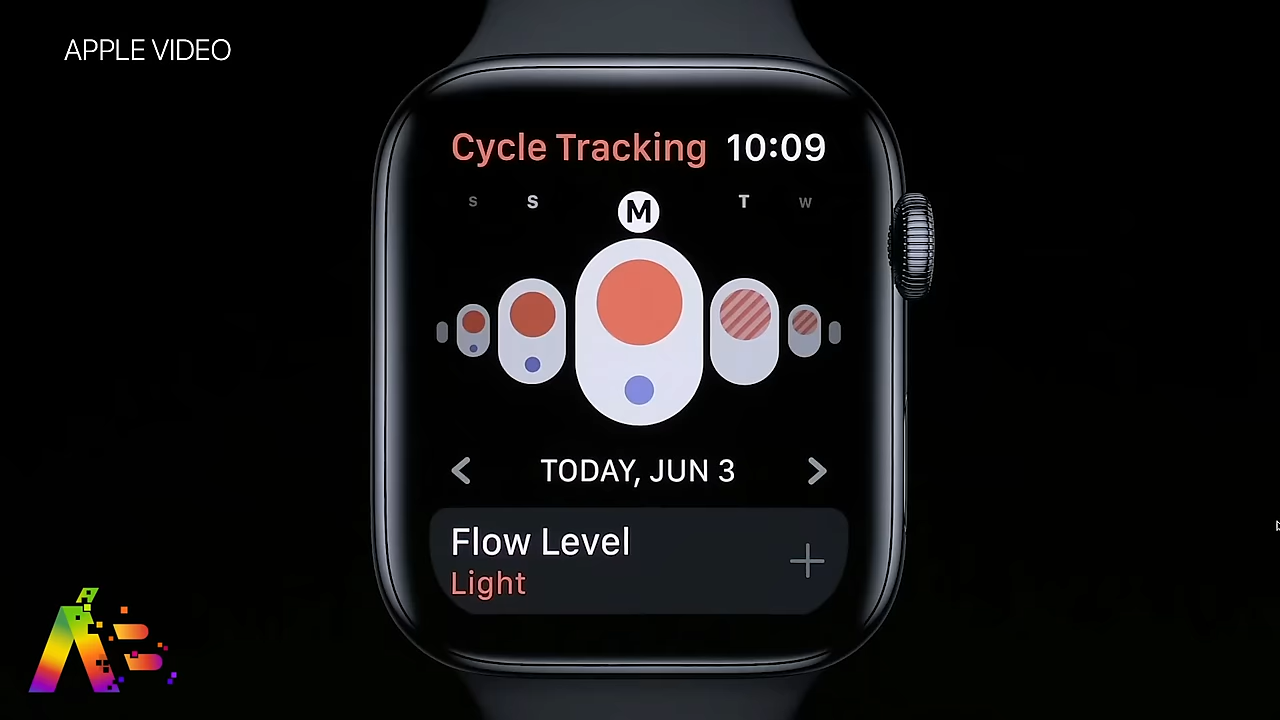 APPLE VIDEO
Cycle Tracking 10:09
S S M T W
TODAY, JUN 3
Flow Level
Light